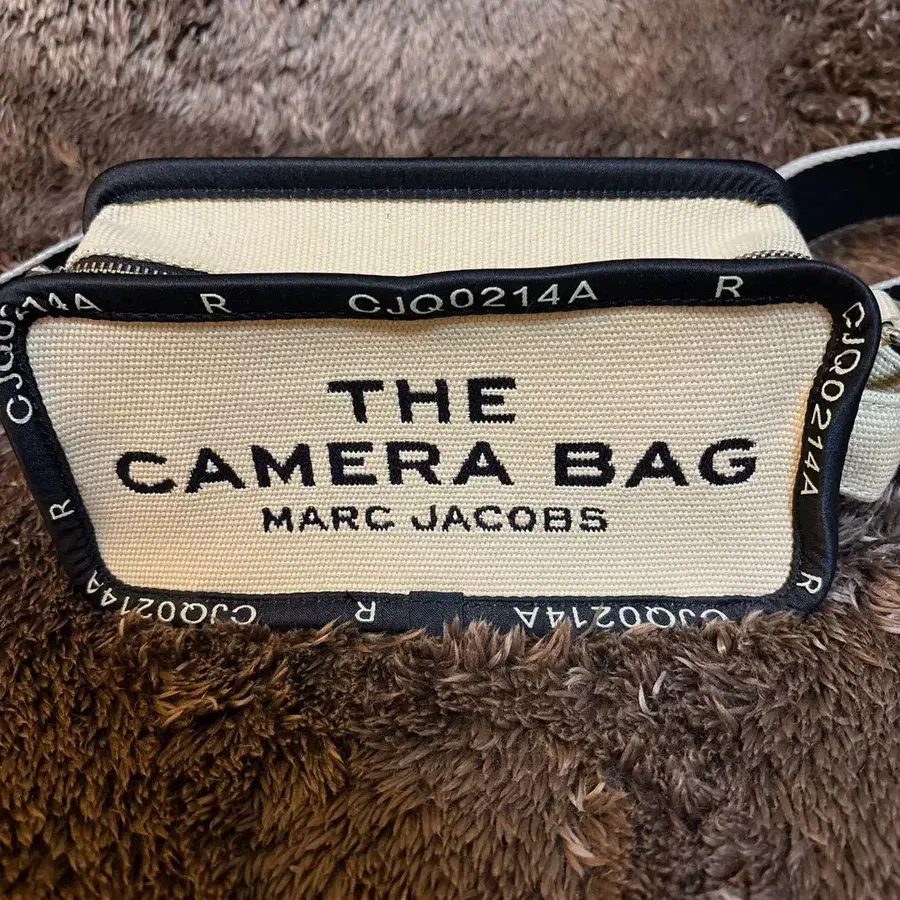 R CJQ0214A R
CJQ0214A
THE
CAMERA BAG
MARC JACOBS
R
R
CJQ0214A R CJQ0214A